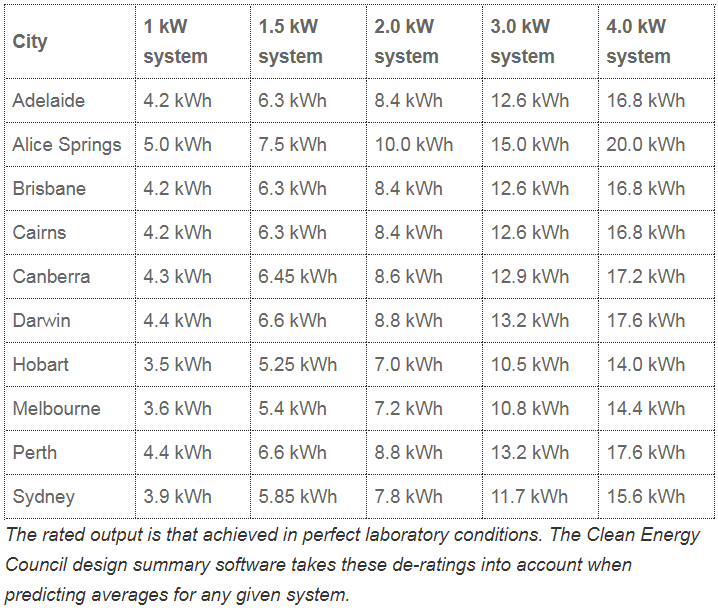 City 1 kW system 1.5 kW system 2.0 kW system 3.0 kW system 4.0 kW system
Adelaide 4.2 kWh 6.3 kWh 8.4 kWh 12.6 kWh 16.8 kWh
Alice Springs 5.0 kWh 7.5 kWh 10.0 kWh 15.0 kWh 20.0 kWh
Brisbane 4.2 kWh 6.3 kWh 8.4 kWh 12.6 kWh 16.8 kWh
Cairns 4.2 kWh 6.3 kWh 8.4 kWh 12.6 kWh 16.8 kWh
Canberra 4.3 kWh 6.45 kWh 8.6 kWh 12.9 kWh 17.2 kWh
Darwin 4.4 kWh 6.6 kWh 8.8 kWh 13.2 kWh 17.6 kWh
Hobart 3.5 kWh 5.25 kWh 7.0 kWh 10.5 kWh 14.0 kWh
Melbourne 3.6 kWh 5.4 kWh 7.2 kWh 10.8 kWh 14.4 kWh
Perth 4.4 kWh 6.6 kWh 8.8 kWh 13.2 kWh 17.6 kWh
Sydney 3.9 kWh 5.85 kWh 7.8 kWh 11.7 kWh 15.6 kWh
The rated output is that achieved in perfect laboratory conditions. The Clean Energy
Council design summary software takes these de-ratings into account when
predicting averages for any given system.